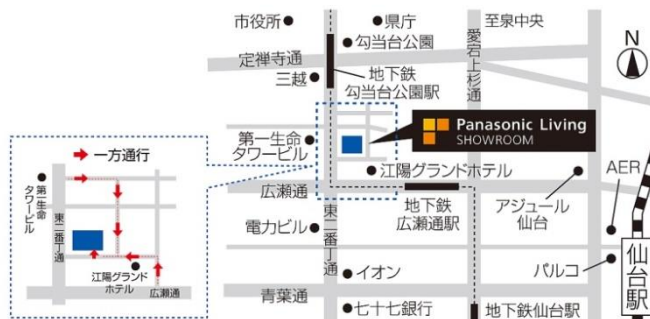 市役所
県庁
至泉中央
勾当台公園
定禅寺通
三越
地下鉄
勾当台公園駅
愛宕上杉通
N
Panasonic Living
SHOWROOM
第一生命
タワービル
江陽グランドホテル
広瀬通
地下鉄
広瀬通駅
アジュール
仙台
AER
電力ビル
東二番丁通
イオン
パルコ
仙台駅
青葉通
七十七銀行
地下鉄仙台駅
一方通行
第一生命
タワービル
東二番丁通
江陽グランド
ホテル
広瀬通